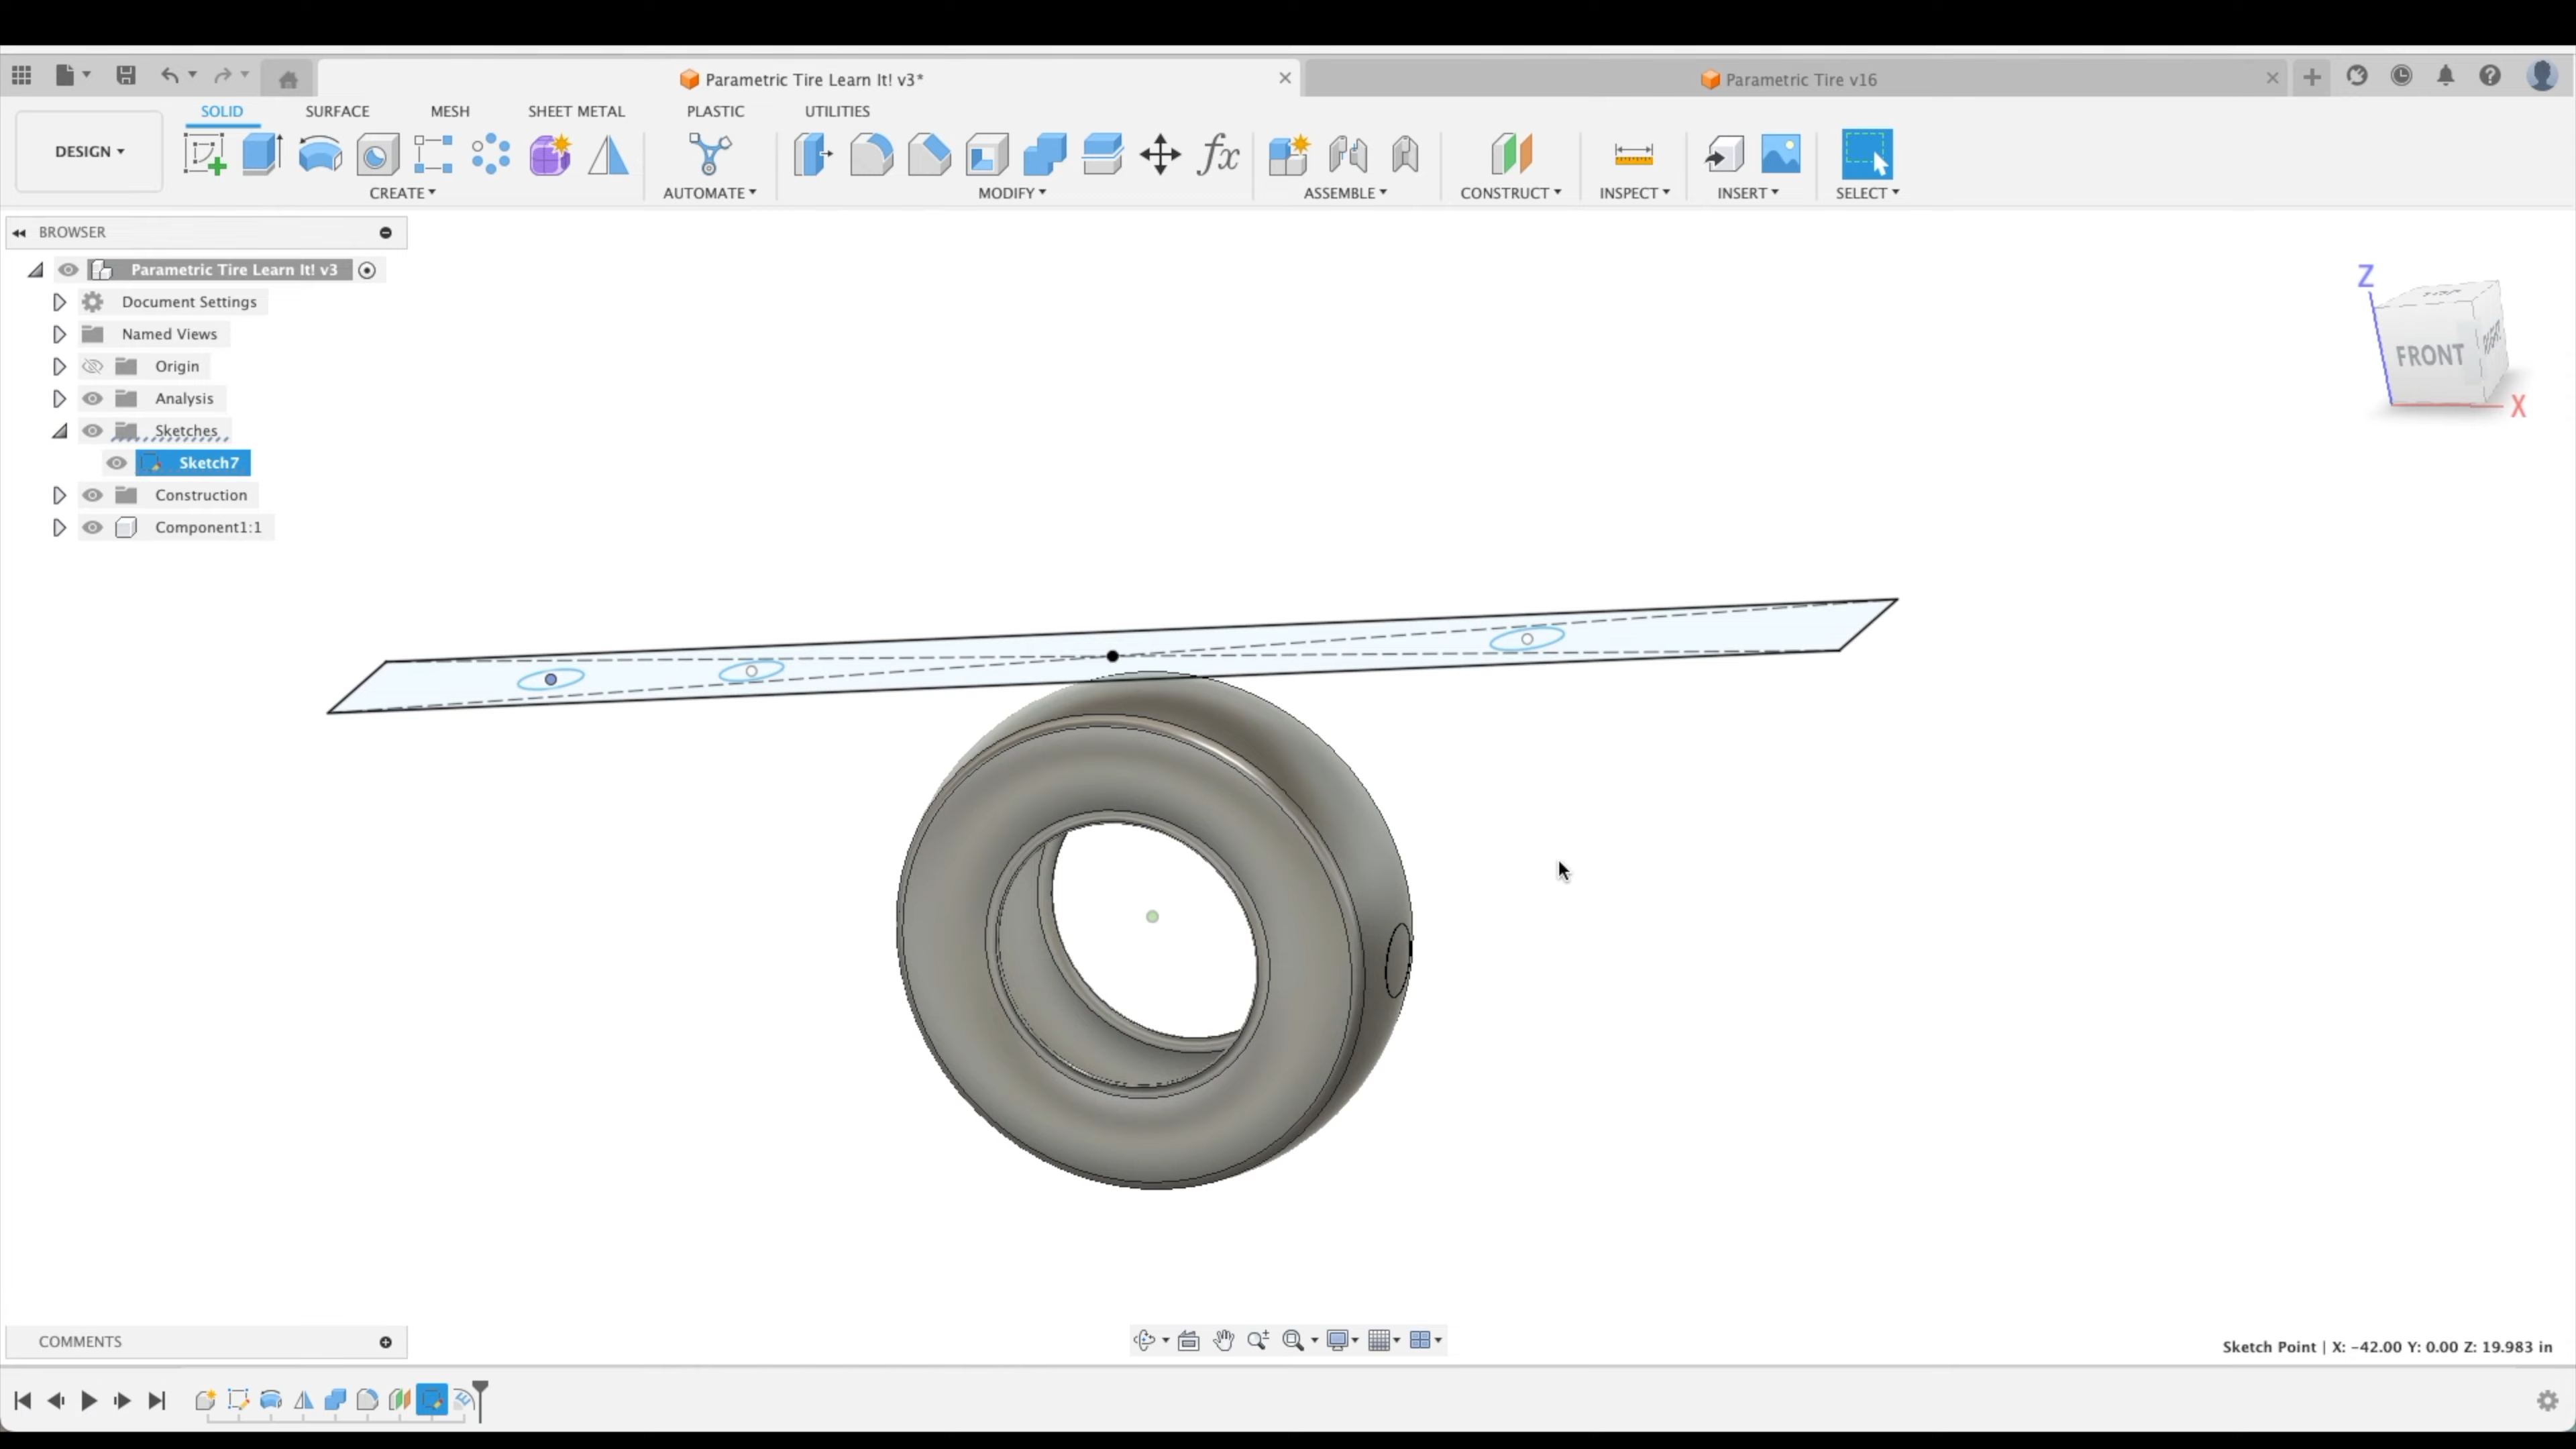 Parametric Tire Learn It! v3*
Parametric Tire v16
SOLID SURFACE MESH SHEET METAL PLASTIC UTILITIES
DESIGN
fx
CREATE AUTOMATE MODIFY ASSEMBLE CONSTRUCT INSPECT INSERT SELECT
BROWSER
Parametric Tire Learn It! v3
Document Settings
Named Views
Origin
Analysis
Sketches
Sketch7
Construction
Component1:1
Z
TOP
FRONT
X
COMMENTS
Sketch Point | X: -42.00 Y: 0.00 Z: 19.983 in